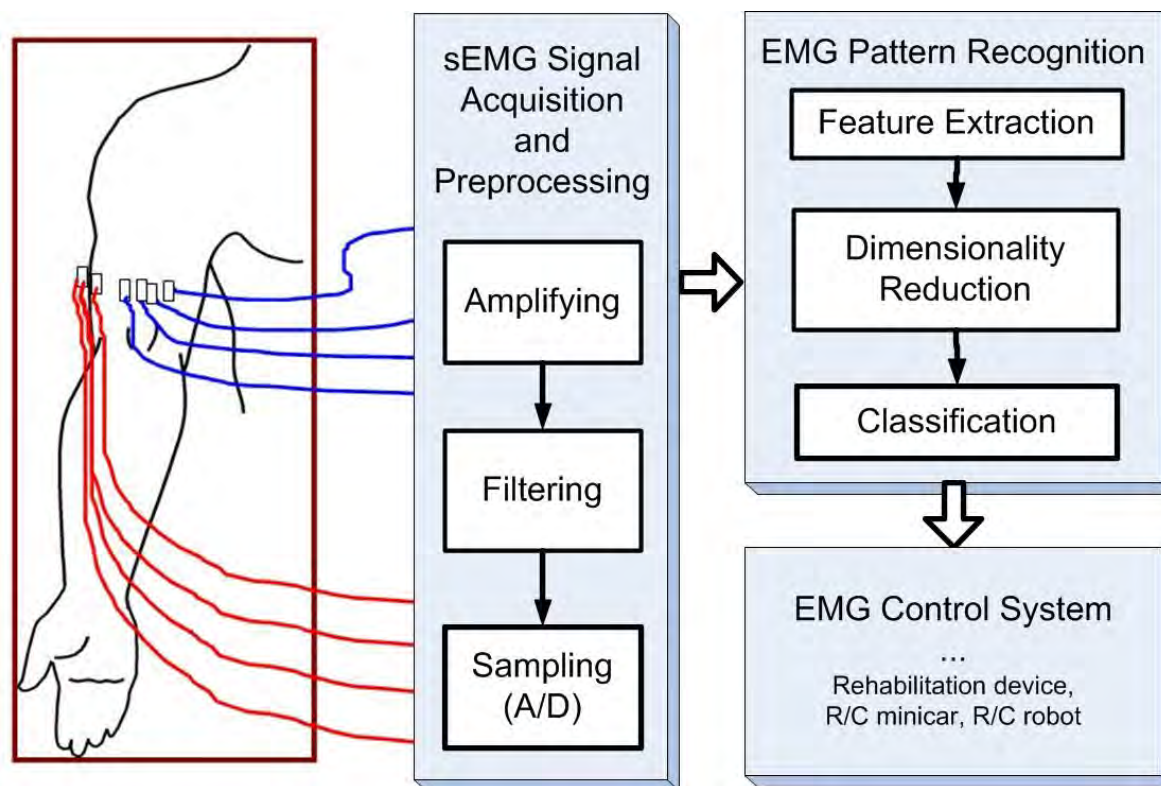 sEMG Signal
Acquisition
and
Preprocessing
Amplifying
Filtering
Sampling
(A/D)
EMG Pattern Recognition
Feature Extraction
Dimensionality
Reduction
Classification
EMG Control System
...
Rehabilitation device,
R/C minicar, R/C robot